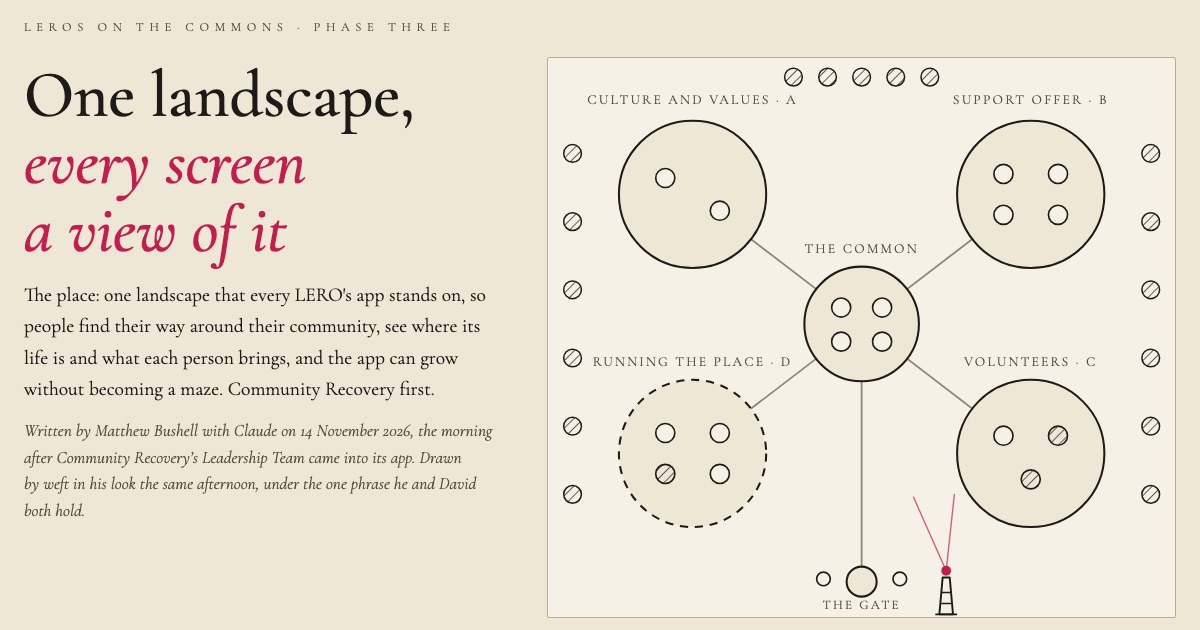 LEROS ON THE COMMONS · PHASE THREE
One landscape,
every screen
a view of it
The place: one landscape that every LERO's app stands on, so
people find their way around their community, see where its
life is and what each person brings, and the app can grow
without becoming a maze. Community Recovery first.
Written by Matthew Bushell with Claude on 14 November 2026, the morning
after Community Recovery’s Leadership Team came into its app. Drawn
by weft in his look the same afternoon, under the one phrase he and David
both hold.
CULTURE AND VALUES · A
SUPPORT OFFER · B
THE COMMON
RUNNING THE PLACE · D
VOLUNTEERS · C
THE GATE